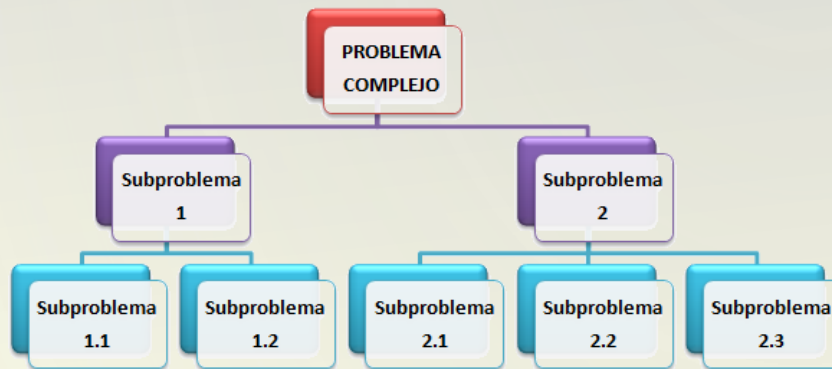 PROBLEMA
COMPLEJO
Subproblema
1
Subproblema
2
Subproblema
1.1
Subproblema
1.2
Subproblema
2.1
Subproblema
2.2
Subproblema
2.3